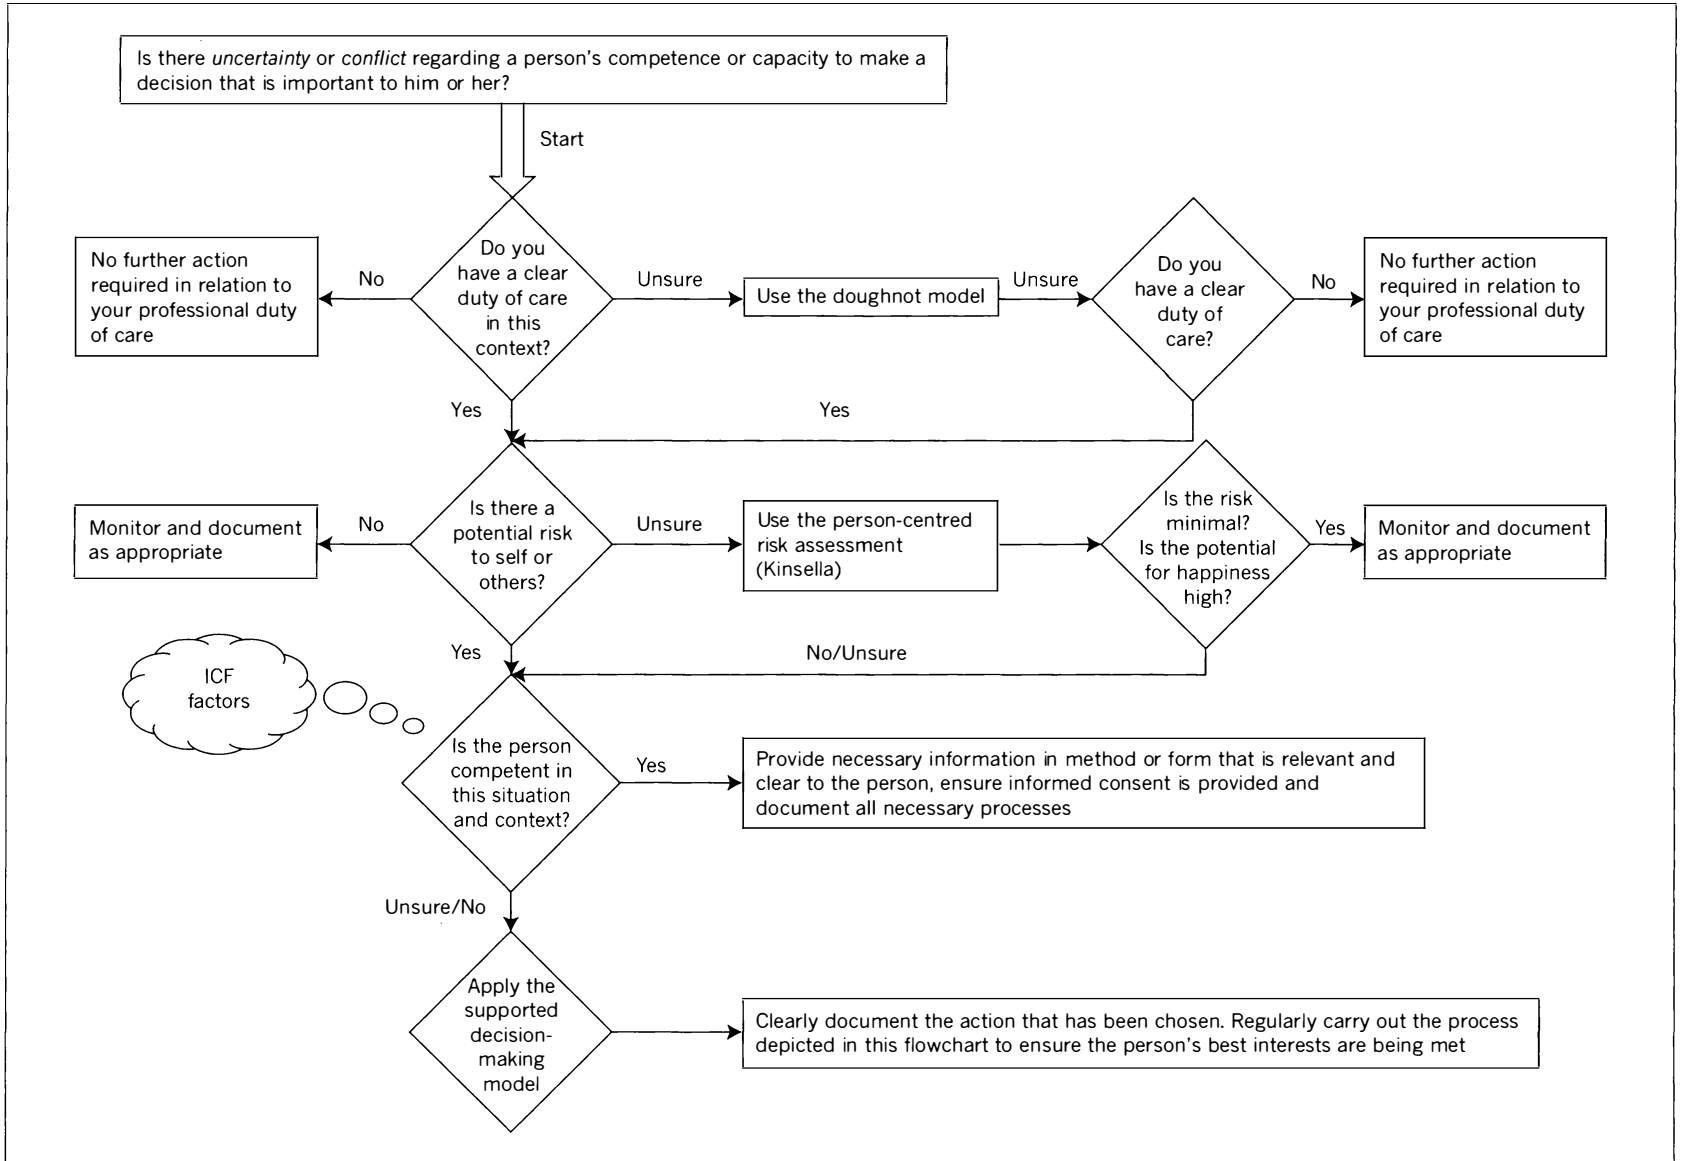 Is there uncertainty or conflict regarding a person's competence or capacity to make a
decision that is important to him or her?
Start
No further action
required in relation to
your professional duty
of care
No
Do you
have a clear
duty of care
in this
context?
Unsure
Use the doughnot model
Unsure
Do you
have a clear
duty of
care?
No
No further action
required in relation to
your professional duty
of care
Yes
Yes
Monitor and document
as appropriate
No
Is there a
potential risk
to self or
others?
Unsure
Use the person-centred
risk assessment
(Kinsella)
Is the risk
minimal?
Is the potential
for happiness
high?
Yes
Monitor and document
as appropriate
Yes
No/Unsure
ICF
factors
Is the person
competent in
this situation
and context?
Yes
Provide necessary information in method or form that is relevant and
clear to the person, ensure informed consent is provided and
document all necessary processes
Unsure/No
Apply the
supported
decision-
making
model
Clearly document the action that has been chosen. Regularly carry out the process
depicted in this flowchart to ensure the person's best interests are being met